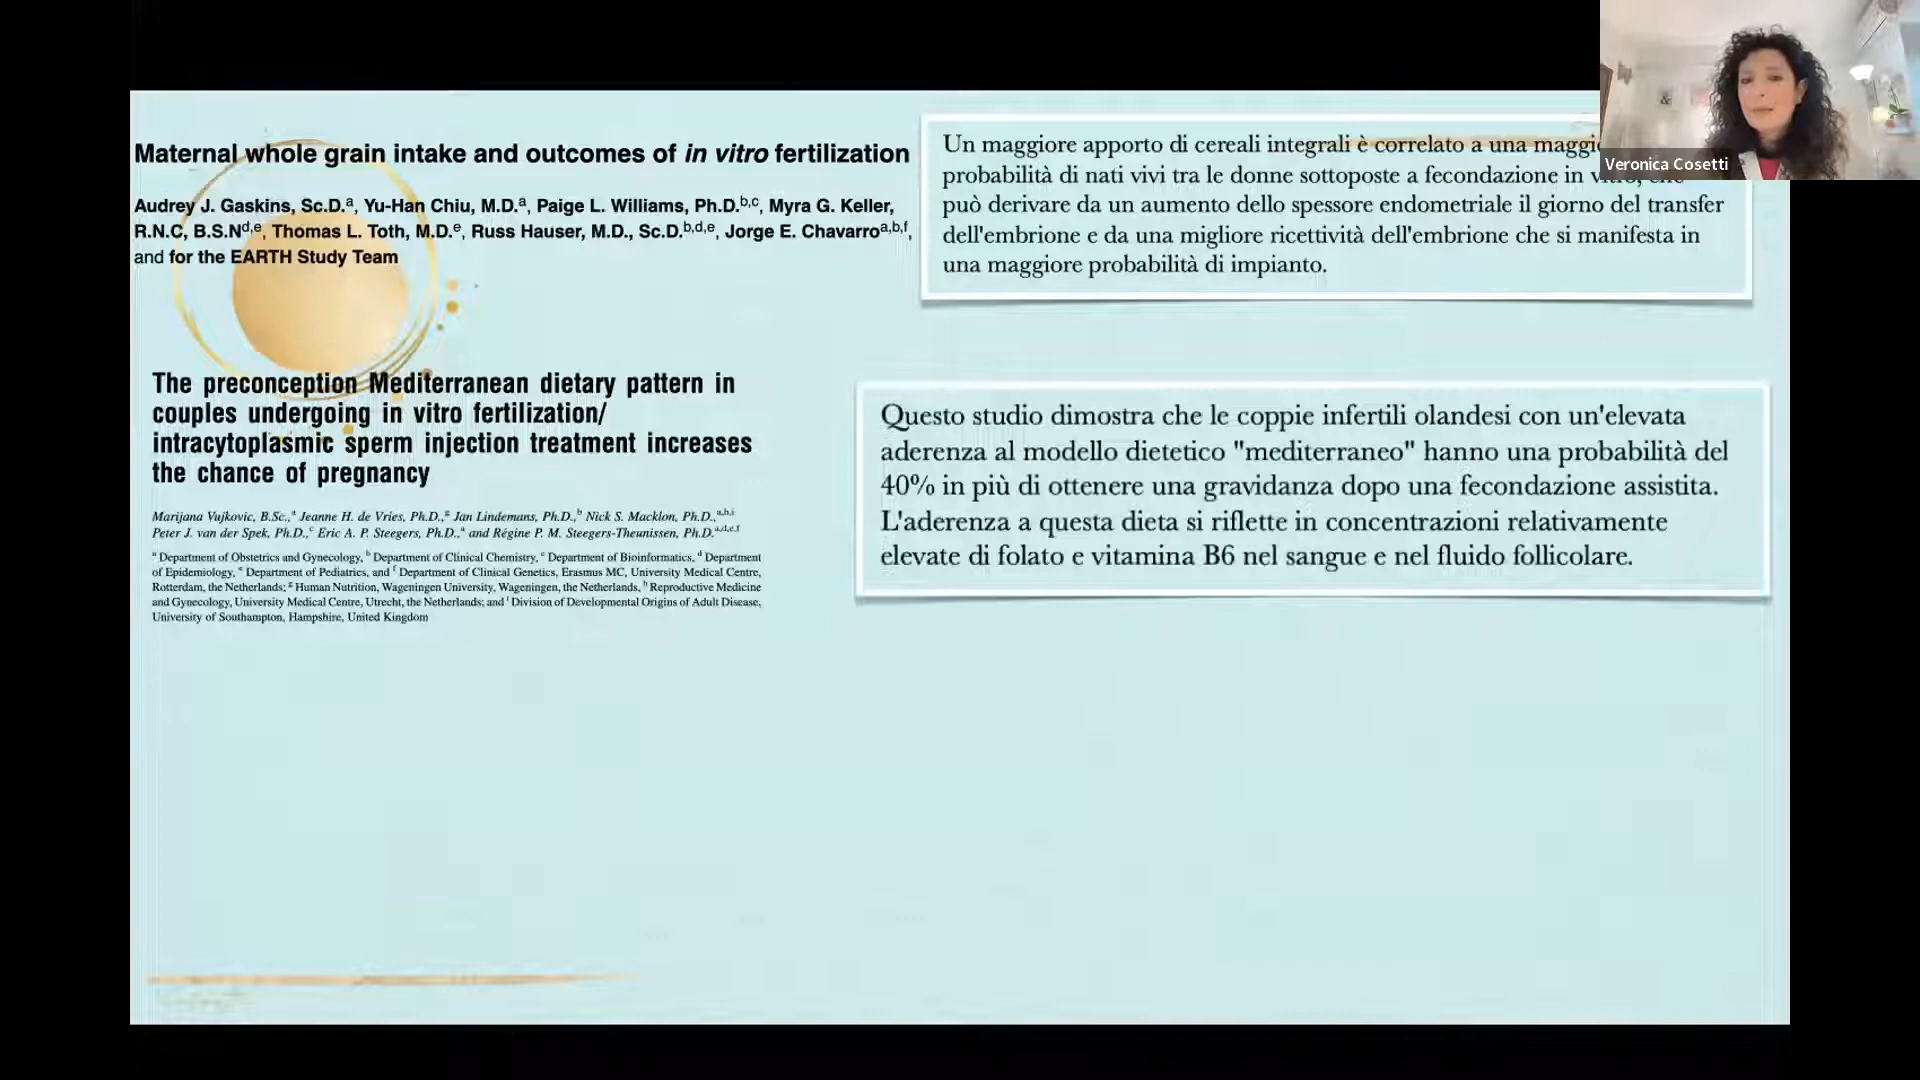 Maternal whole grain intake and outcomes of in vitro fertilization
Audrey J. Gaskins, Sc.D.a, Yu-Han Chiu, M.D.a, Paige L. Williams, Ph.D.b,c, Myra G. Keller,
R.N.C, B.S.Nd,e, Thomas L. Toth, M.D.e, Russ Hauser, M.D., Sc.D.b,d,e, Jorge E. Chavarroa,b,f,
and for the EARTH Study Team
Un maggiore apporto di cereali integrali è correlato a una
probabilità di nati vivi tra le donne sottoposte a fecondazione in
può derivare da un aumento dello spessore endometriale il giorno del transfer
dell'embrione e da una migliore ricettività dell'embrione che si manifesta in
una maggiore probabilità di impianto.
Veronica Cosetti
The preconception Mediterranean dietary pattern in
couples undergoing in vitro fertilization/
intracytoplasmic sperm injection treatment increases
the chance of pregnancy
Marijana Vujkovic, B.Sc.,a Jeanne H. de Vries, Ph.D.,g Jan Lindemans, Ph.D.,b Nick S. Macklon, Ph.D.,a,h,i
Peter J. van der Spek, Ph.D.,c Eric A. P. Steegers, Ph.D.,a and Régine P. M. Steegers-Theunissen, Ph.D.a,d,e,f
a Department of Obstetrics and Gynecology, b Department of Clinical Chemistry, c Department of Bioinformatics, d Department
of Epidemiology, e Department of Pediatrics, and f Department of Clinical Genetics, Erasmus MC, University Medical Centre,
Rotterdam, the Netherlands; g Human Nutrition, Wageningen University, Wageningen, the Netherlands, h Reproductive Medicine
and Gynecology, University Medical Centre, Utrecht, the Netherlands; and i Division of Developmental Origins of Adult Disease,
University of Southampton, Hampshire, United Kingdom
Questo studio dimostra che le coppie infertili olandesi con un'elevata
aderenza al modello dietetico "mediterraneo" hanno una probabilità del
40% in più di ottenere una gravidanza dopo una fecondazione assistita.
L'aderenza a questa dieta si riflette in concentrazioni relativamente
elevate di folato e vitamina B6 nel sangue e nel fluido follicolare.